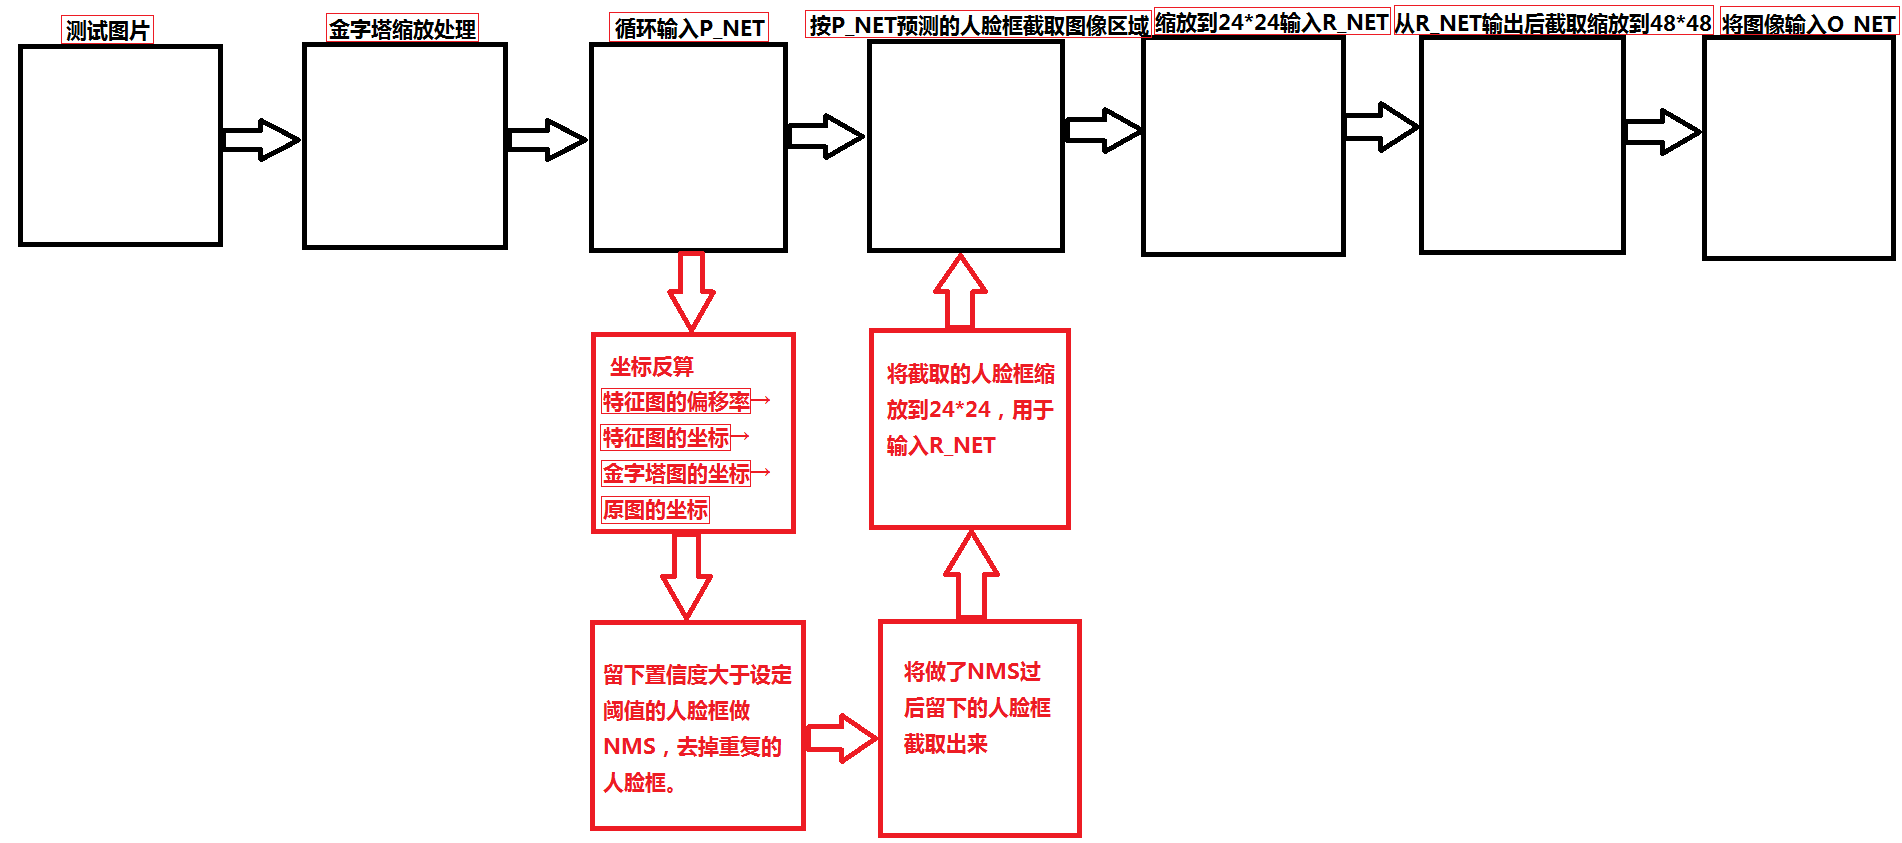 测试图片
金字塔缩放处理
循环输入P_NET
按P_NET预测的人脸框截取图像区域
缩放到24*24输入R_NET
从R_NET输出后截取缩放到48*48
将图像输入O_NET
坐标反算
特征图的偏移率→
特征图的坐标→
金字塔图的坐标→
原图的坐标
留下置信度大于设定
阈值的人脸框做
NMS，去掉重复的
人脸框。
将做了NMS过
后留下的人脸框
截取出来
将截取的人脸框缩
放到24*24，用于
输入R_NET